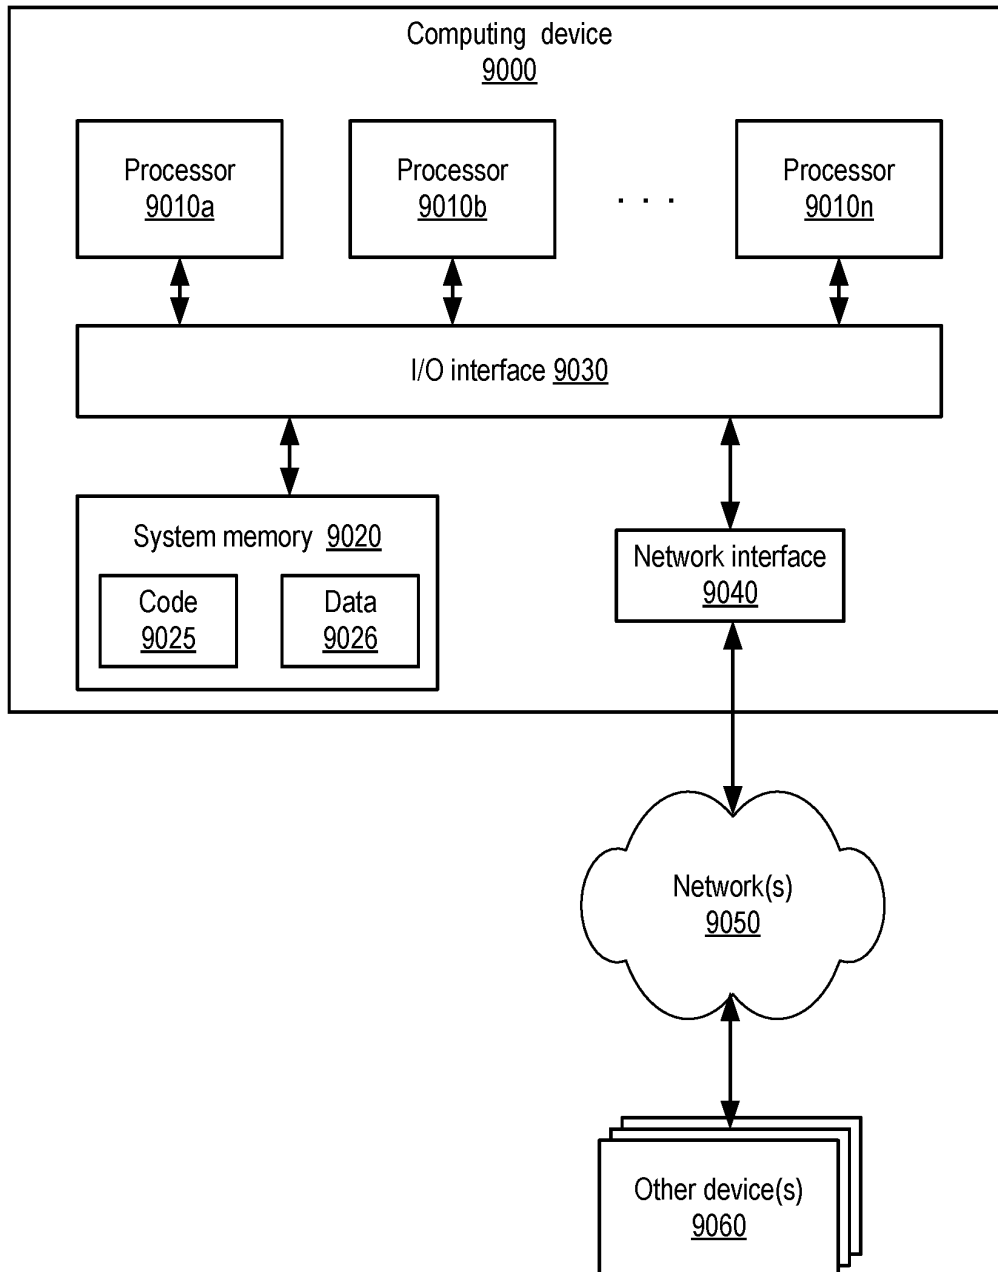 Computing device
9000
Processor
9010a
Processor
9010b
. . .
Processor
9010n
I/O interface 9030
System memory 9020
Code
9025
Data
9026
Network interface
9040
Network(s)
9050
Other device(s)
9060